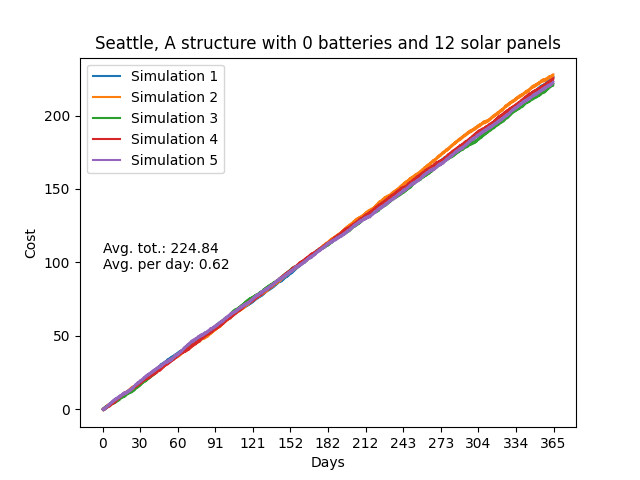 Seattle, A structure with 0 batteries and 12 solar panels
Simulation 1
Simulation 2
Simulation 3
Simulation 4
Simulation 5
200
150
100
50
0
Cost
Avg. tot.: 224.84
Avg. per day: 0.62
0 30 60 91 121 152 182 212 243 273 304 334 365
Days